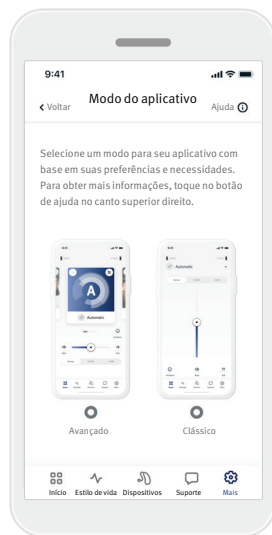 9:41
Voltar
Modo do aplicativo
Ajuda
Selecione um modo para seu aplicativo com
base em suas preferências e necessidades.
Para obter mais informações, toque no botão
de ajuda no canto superior direito.
A
Automatic
Automatic
Avançado
Clássico
Início
Estilo de vida
Dispositivos
Suporte
Mais